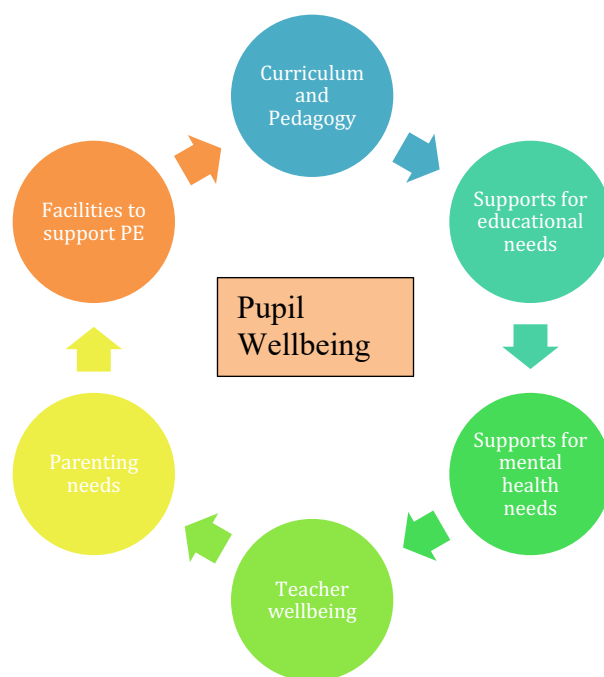 Curriculum
and
Pedagogy
Supports for
educational
needs
Supports for
mental
health
needs
Teacher
wellbeing
Parenting
needs
Facilities to
support PE
Pupil
Wellbeing